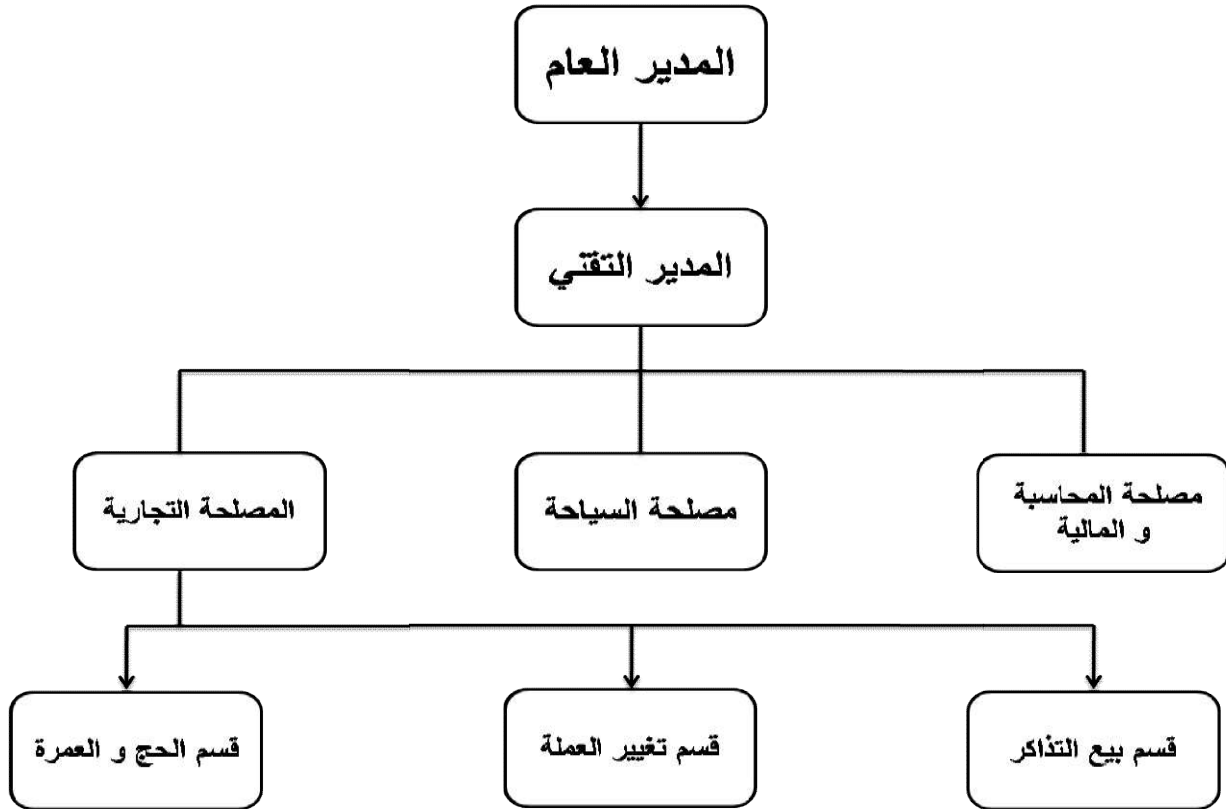 المدير العام
المدير التقني
مصلحة المحاسبة
و المالية
مصلحة السياحة
المصلحة التجارية
قسم بيع التذاكر
قسم تغيير العملة
قسم الحج و العمرة